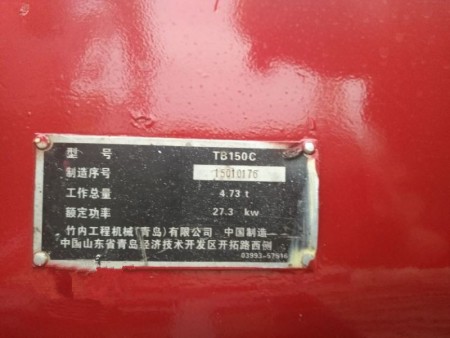 型 号 TB150C
制造序号 15010176
工作总量 4.73 t
额定功率 27.3 kw
竹内工程机械(青岛)有限公司 中国制造
中国山东省青岛经济技术开发区开拓路西侧
03993-57916